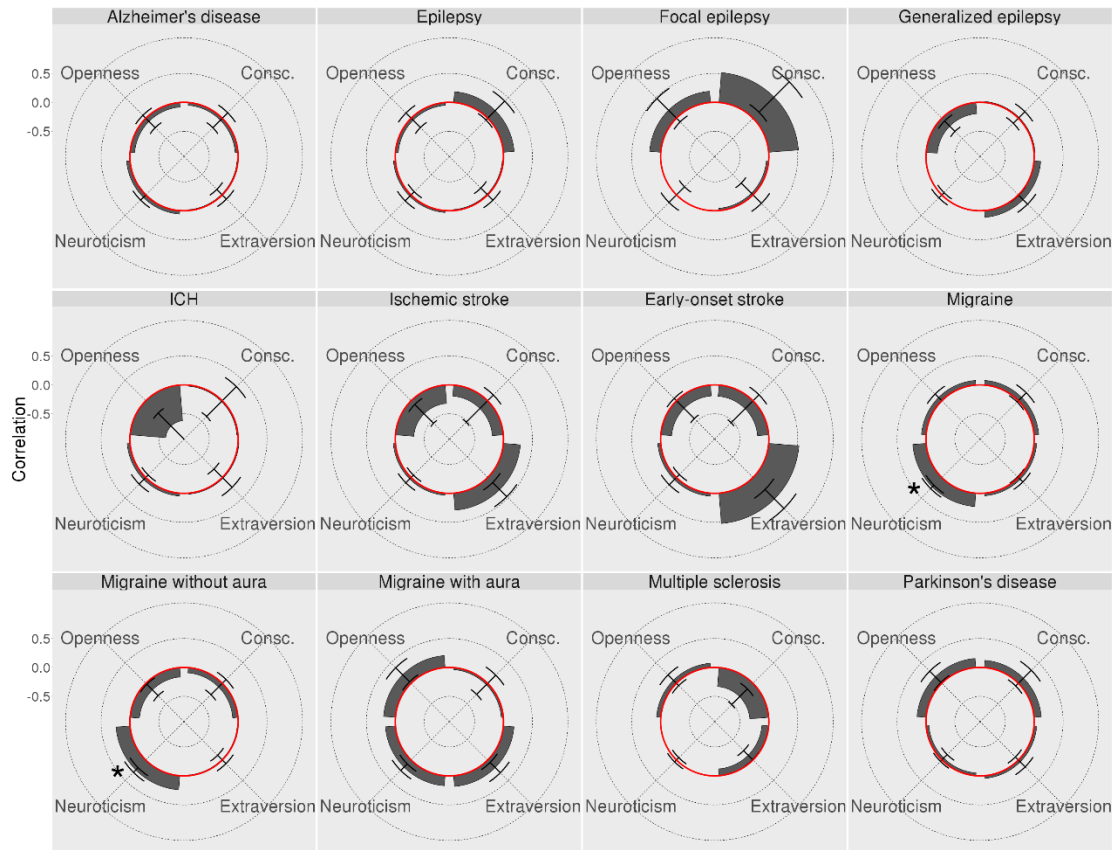 Alzheimer's disease Epilepsy Focal epilepsy Generalized epilepsy
Openness Consc. Openness Consc. Openness Consc. Openness Consc.
0.5
0.0
-0.5
Neuroticism Extraversion Neuroticism Extraversion Neuroticism Extraversion Neuroticism Extraversion
ICH Ischemic stroke Early-onset stroke Migraine
Openness Consc. Openness Consc. Openness Consc. Openness Consc.
0.5
0.0
-0.5
Correlation
*
Neuroticism Extraversion Neuroticism Extraversion Neuroticism Extraversion Neuroticism Extraversion
Migraine without aura Migraine with aura Multiple sclerosis Parkinson's disease
Openness Consc. Openness Consc. Openness Consc. Openness Consc.
0.5
0.0
-0.5
*
Neuroticism Extraversion Neuroticism Extraversion Neuroticism Extraversion Neuroticism Extraversion